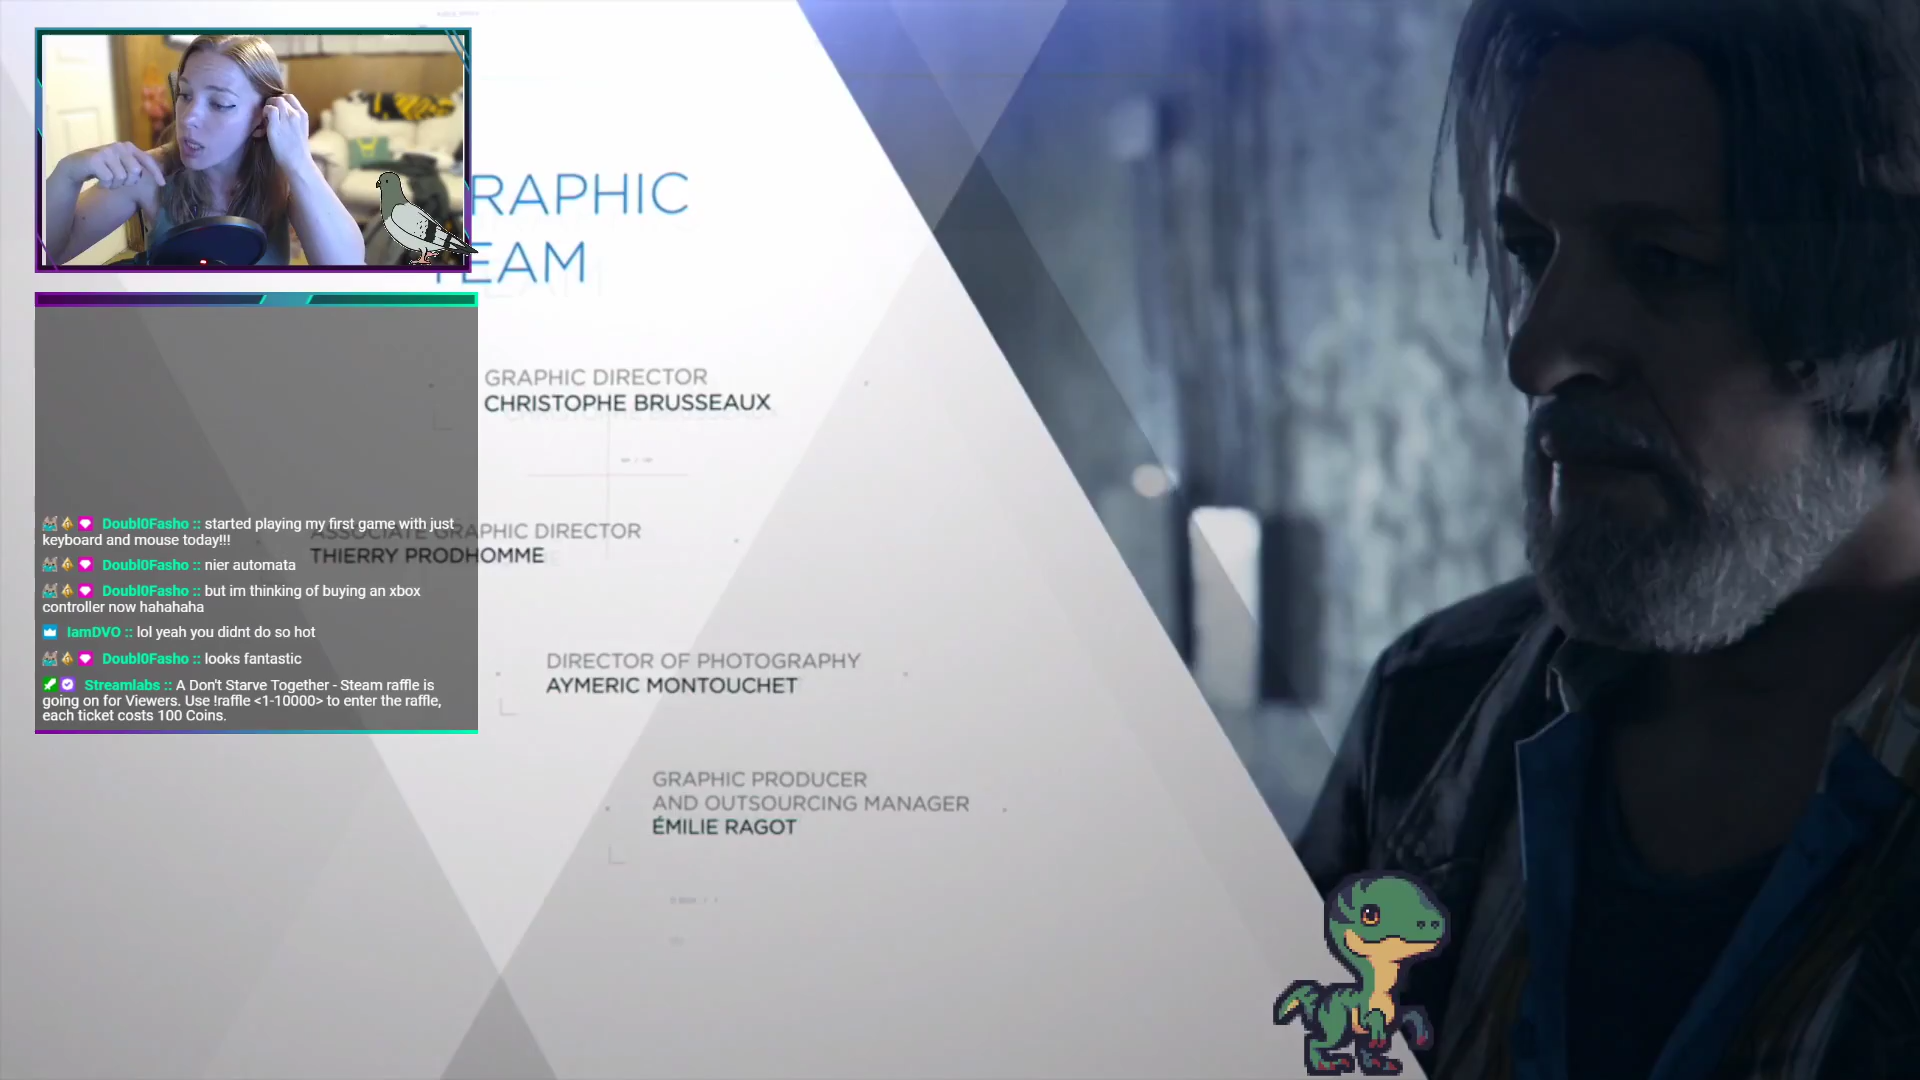 RAPHIC
TEAM
GRAPHIC DIRECTOR
CHRISTOPHE BRUSSEAUX
ASSOCIATE GRAPHIC DIRECTOR
THIERRY PRODHOMME
DIRECTOR OF PHOTOGRAPHY
AYMERIC MONTOUCHET
GRAPHIC PRODUCER
AND OUTSOURCING MANAGER
ÉMILIE RAGOT
Doubl0Fasho :: started playing my first game with just
keyboard and mouse today!!!
Doubl0Fasho :: nier automata
Doubl0Fasho :: but im thinking of buying an xbox
controller now hahahaha
IamDVO :: lol yeah you didnt do so hot
Doubl0Fasho :: looks fantastic
Streamlabs :: A Don't Starve Together - Steam raffle is
going on for Viewers. Use !raffle <1-10000> to enter the raffle,
each ticket costs 100 Coins.